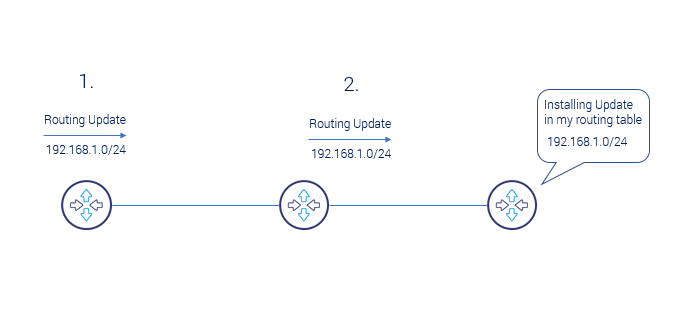 1.
Routing Update
192.168.1.0/24
2.
Routing Update
192.168.1.0/24
Installing Update
in my routing table
192.168.1.0/24